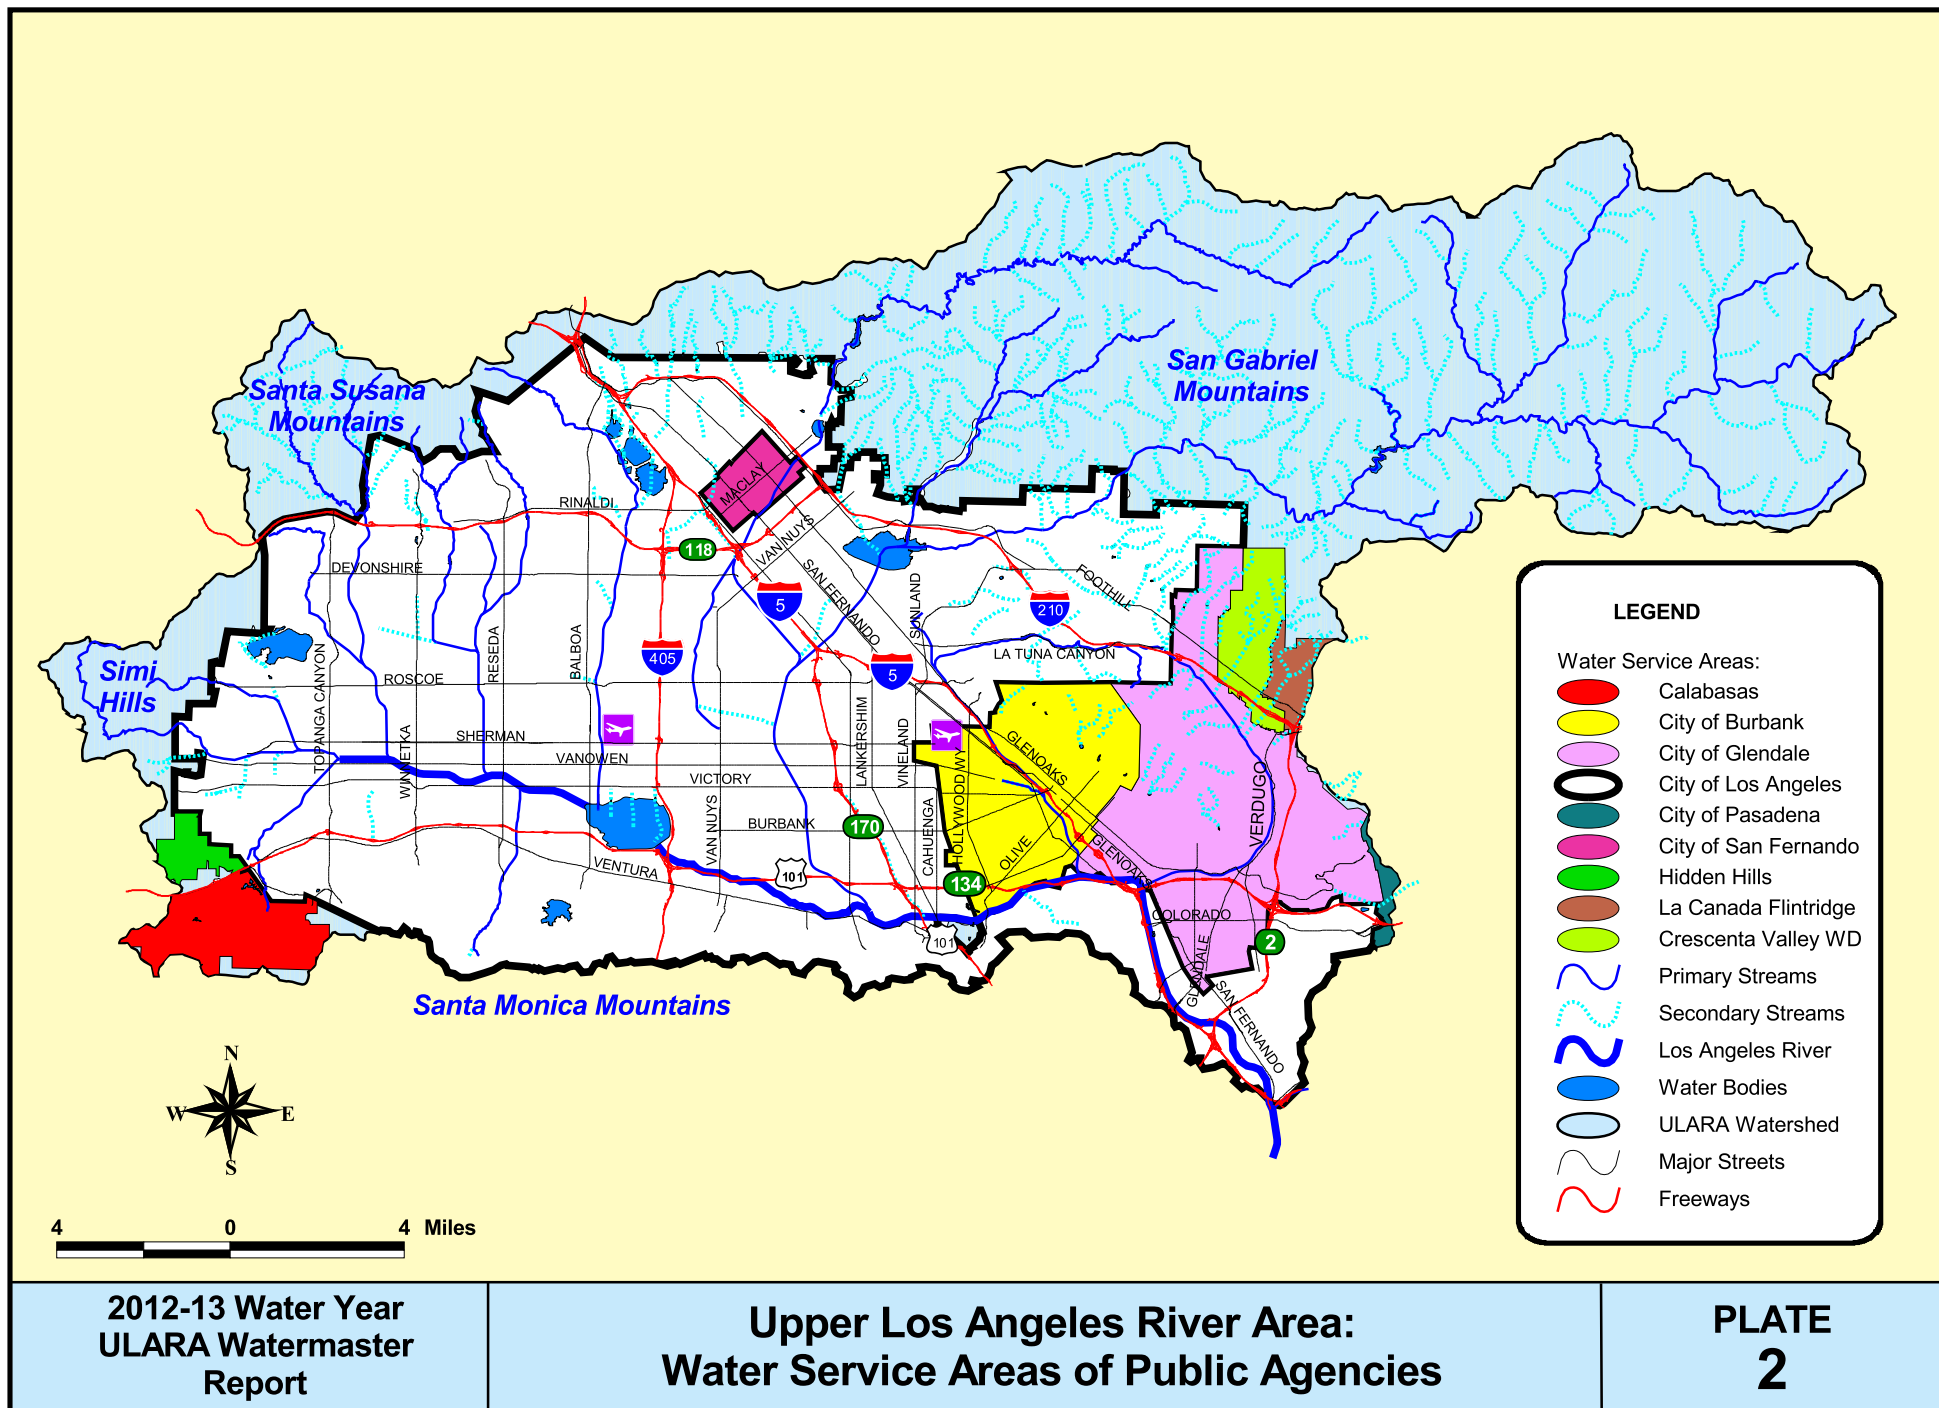 San Gabriel
Mountains
Santa Susana
Mountains
MACLAY
RINALDI
118
VAN NUYS
DEVONSHIRE
SAN FERNANDO
FOOTHILL
5
SUNLAND
210
LEGEND
Water Service Areas:
Calabasas
City of Burbank
City of Glendale
City of Los Angeles
City of Pasadena
City of San Fernando
Hidden Hills
La Canada Flintridge
Crescenta Valley WD
Primary Streams
Secondary Streams
Los Angeles River
Water Bodies
ULARA Watershed
Major Streets
Freeways
Simi
Hills
TOPANGA CANYON
RESEDA
BALBOA
405
5
LA TUNA CANYON
ROSCOE
WINNETKA
SHERMAN
VANOWEN
VICTORY
LANKERSHIM
VINELAND
HOLLYWOOD WY
GLENOAKS
VERDUGO
VAN NUYS
BURBANK
170
CAHUENGA
OLIVE
GLENOAKS
VENTURA
101
134
COLORADO
101
2
GLENDALE
SAN FERNANDO
Santa Monica Mountains
N
W
E
S
4 0 4 Miles
2012-13 Water Year
ULARA Watermaster
Report
Upper Los Angeles River Area:
Water Service Areas of Public Agencies
PLATE
2